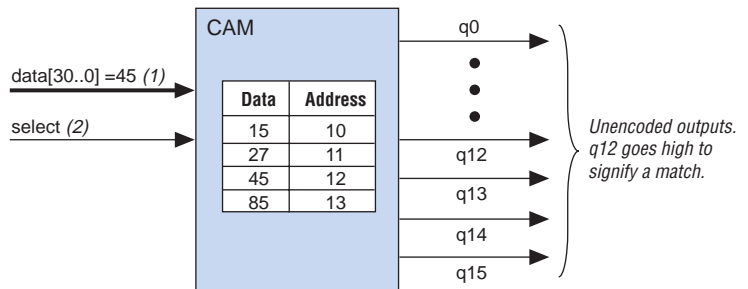 CAM
q0
data[30..0] =45 (1)
select (2)
Data Address
15 10
27 11
45 12
85 13
q12
q13
q14
q15
Unencoded outputs.
q12 goes high to
signify a match.